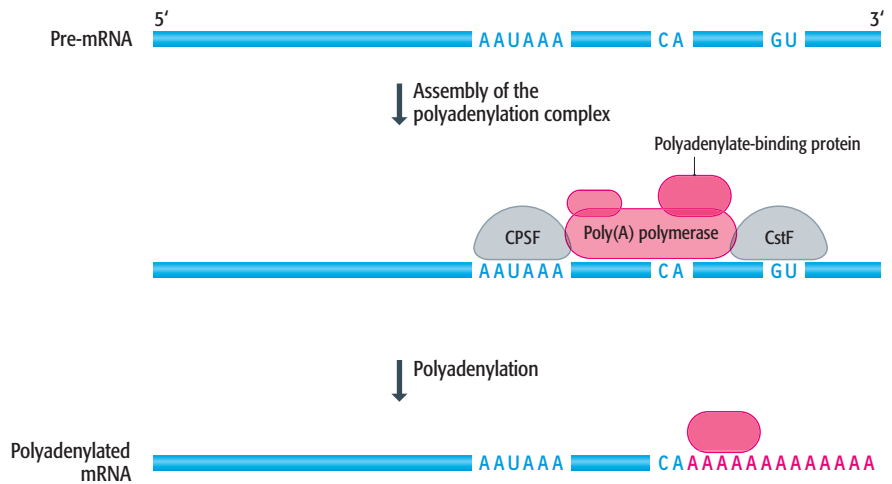 5‘ 3‘
Pre-mRNA AAUAAA CA GU
Assembly of the
polyadenylation complex
Polyadenylate-binding protein
CPSF Poly(A) polymerase CstF
AAUAAA CA GU
Polyadenylation
Polyadenylated
mRNA
AAUAAA CAAAAAAAAAAAAAA